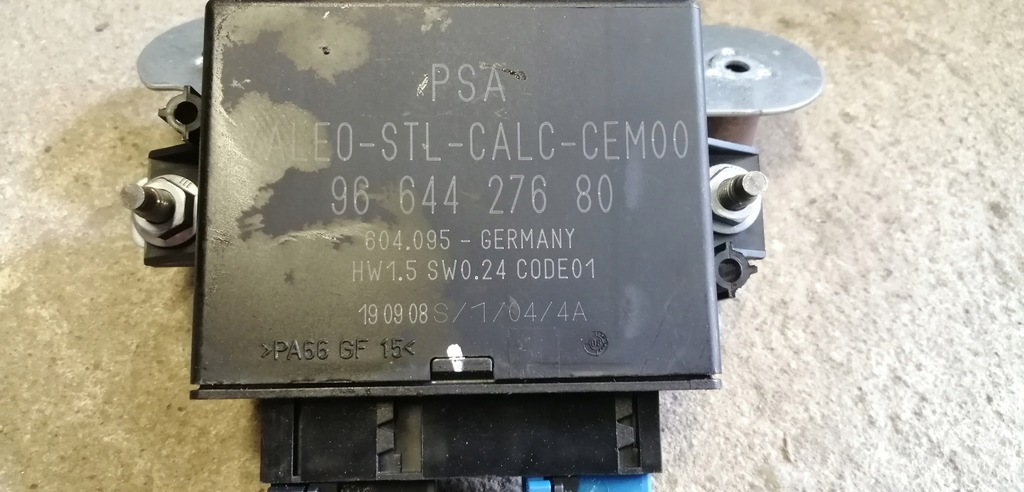 PSA
VALEO-STL-CALC-CEM00
96 644 276 80
604.095 - GERMANY
HW1.5 SW0.24 CODE01
19 09 08 S/1/04/4A
>PA66 GF 15<